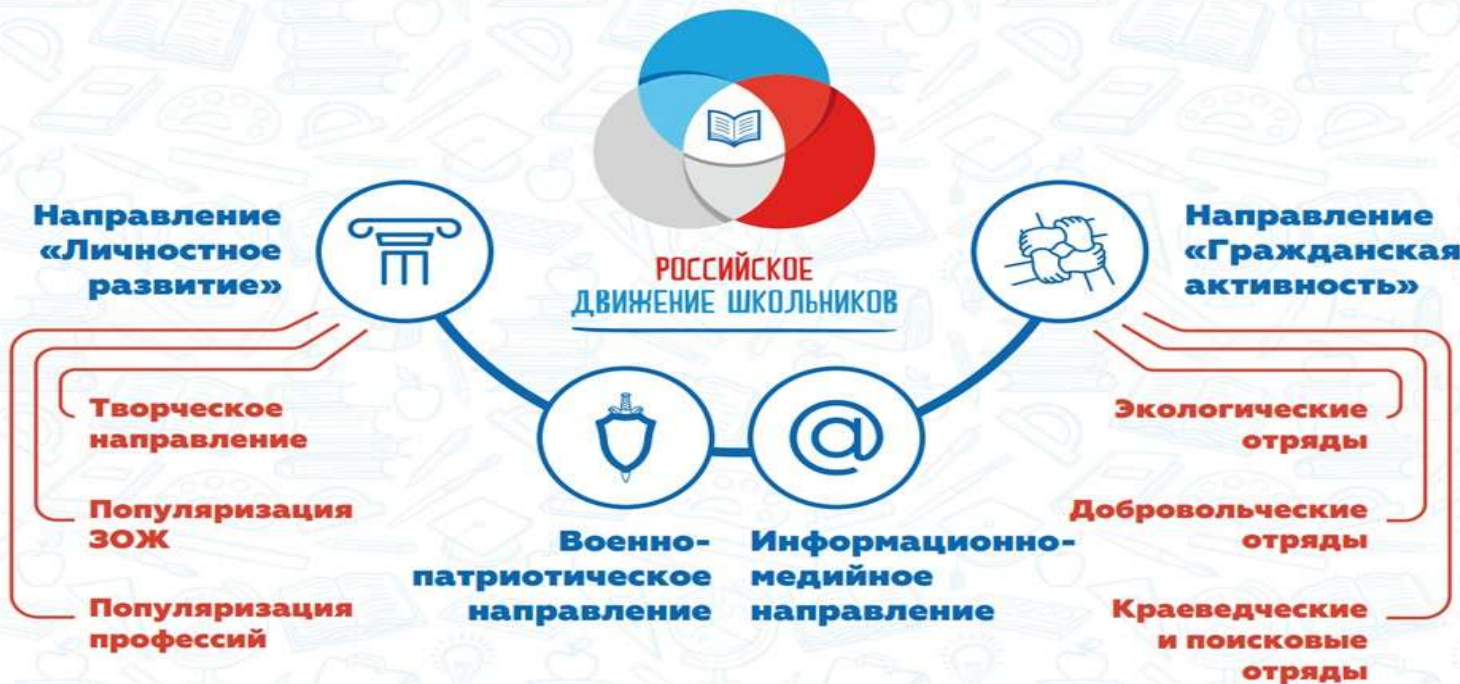 РОССИЙСКОЕ
ДВИЖЕНИЕ ШКОЛЬНИКОВ
Направление
«Личностное
развитие»
Творческое
направление
Популяризация
ЗОЖ
Популяризация
профессий
Военно-
патриотическое
направление
@
Информационно-
медийное
направление
Направление
«Гражданская
активность»
Экологические
отряды
Добровольческие
отряды
Краеведческие
и поисковые
отряды